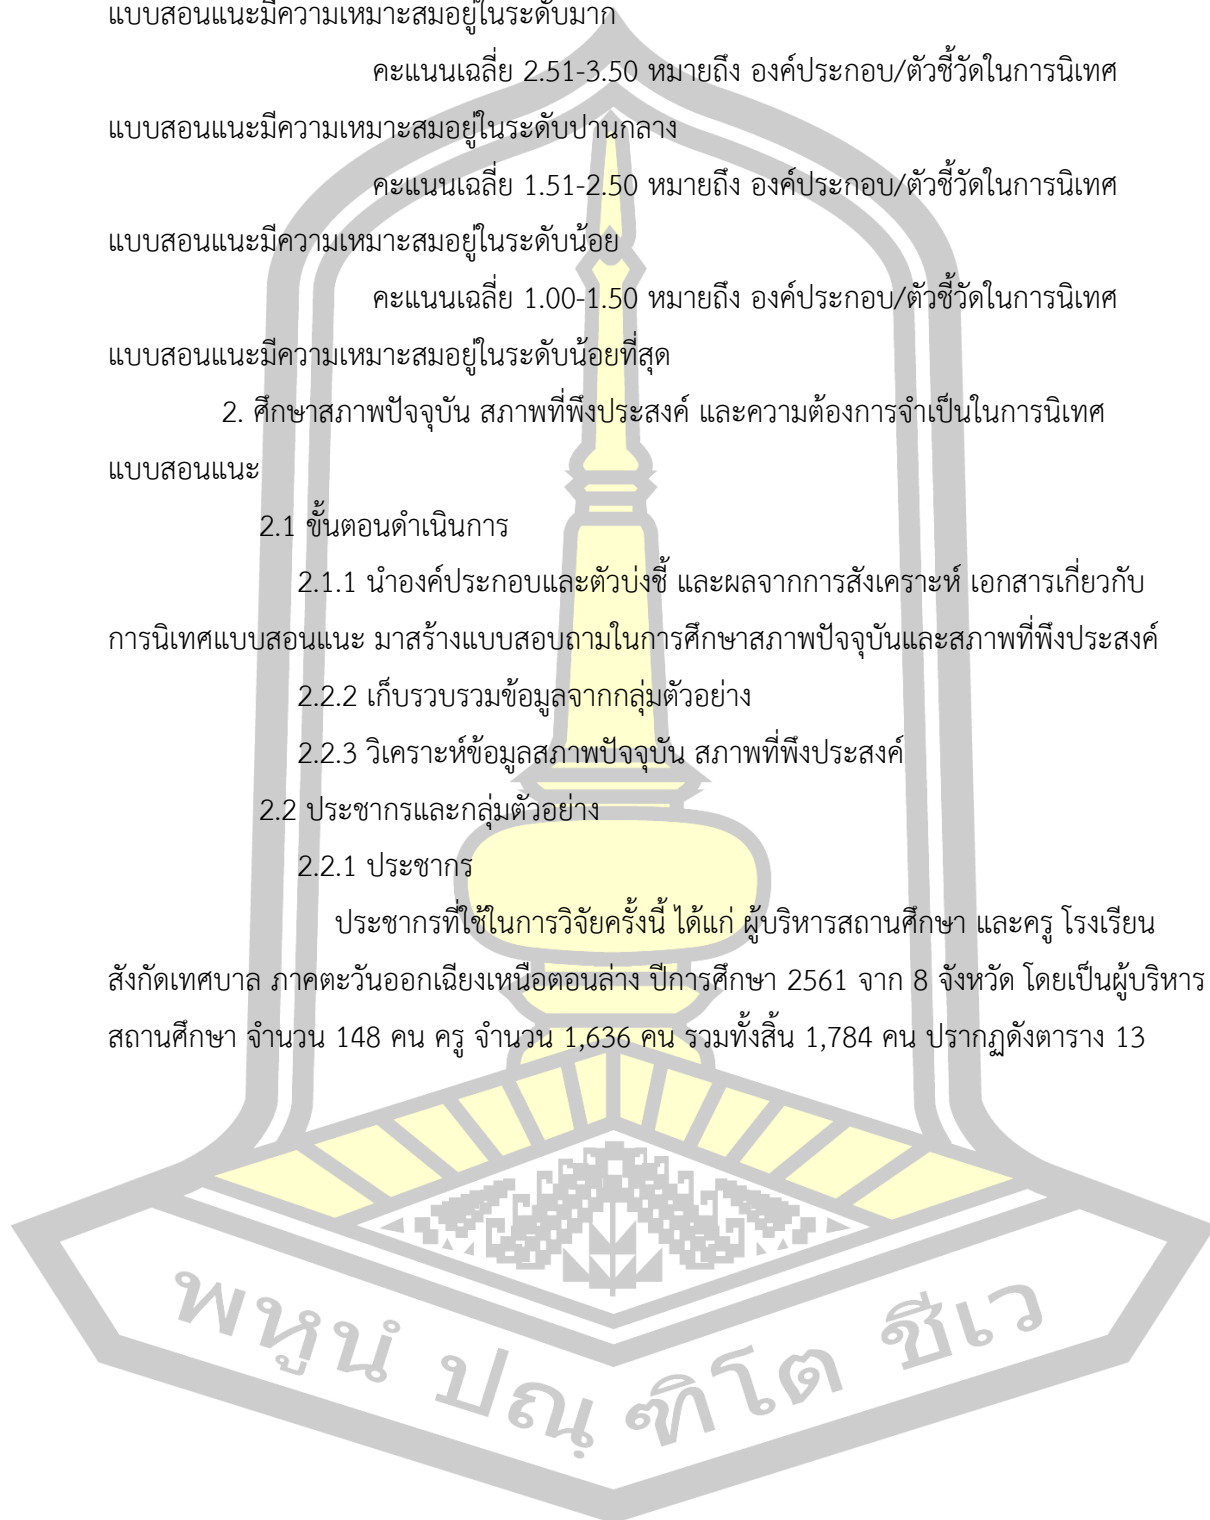 แบบสอนแนะมีความเหมาะสมอยู่ในระดับมาก
คะแนนเฉลี่ย 2.51-3.50 หมายถึง องค์ประกอบ/ตัวชี้วัดในการนิเทศ
แบบสอนแนะมีความเหมาะสมอยู่ในระดับปานกลาง
คะแนนเฉลี่ย 1.51-2.50 หมายถึง องค์ประกอบ/ตัวชี้วัดในการนิเทศ
แบบสอนแนะมีความเหมาะสมอยู่ในระดับน้อย
คะแนนเฉลี่ย 1.00-1.50 หมายถึง องค์ประกอบ/ตัวชี้วัดในการนิเทศ
แบบสอนแนะมีความเหมาะสมอยู่ในระดับน้อยที่สุด
2. ศึกษาสภาพปัจจุบัน สภาพที่พึงประสงค์ และความต้องการจำเป็นในการนิเทศ
แบบสอนแนะ
2.1 ขั้นตอนดำเนินการ
2.1.1 นำองค์ประกอบและตัวบ่งชี้ และผลจากการสังเคราะห์ เอกสารเกี่ยวกับ
การนิเทศแบบสอนแนะ มาสร้างแบบสอบถามในการศึกษาสภาพปัจจุบันและสภาพที่พึงประสงค์
2.2.2 เก็บรวบรวมข้อมูลจากกลุ่มตัวอย่าง
2.2.3 วิเคราะห์ข้อมูลสภาพปัจจุบัน สภาพที่พึงประสงค์
2.2 ประชากรและกลุ่มตัวอย่าง
2.2.1 ประชากร
ประชากรที่ใช้ในการวิจัยครั้งนี้ ได้แก่ ผู้บริหารสถานศึกษา และครู โรงเรียน
สังกัดเทศบาล ภาคตะวันออกเฉียงเหนือตอนล่าง ปีการศึกษา 2561 จาก 8 จังหวัด โดยเป็นผู้บริหาร
สถานศึกษา จำนวน 148 คน ครู จำนวน 1,636 คน รวมทั้งสิ้น 1,784 คน ปรากฏดังตาราง 13
พหูนํ ปณฺฑิโต ชีเว